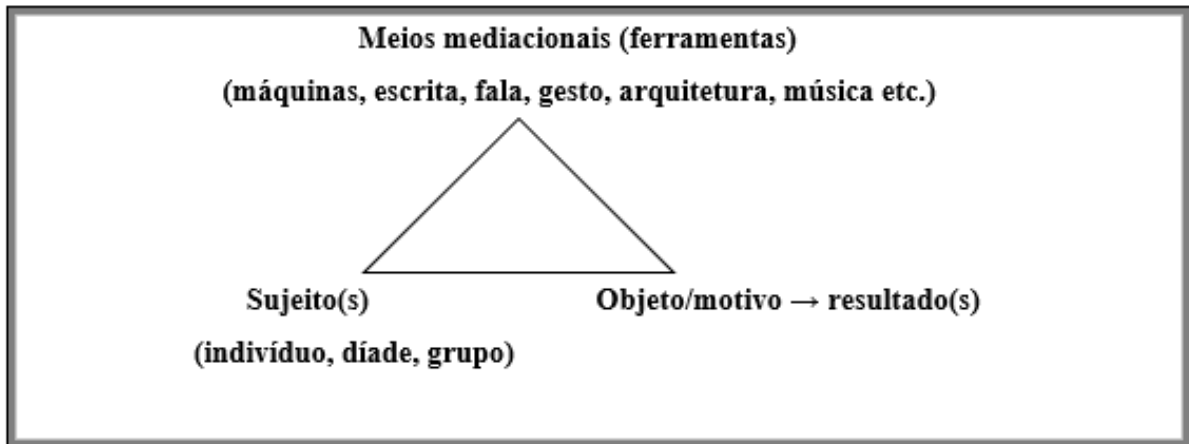 Meios mediacionais (ferramentas)
(máquinas, escrita, fala, gesto, arquitetura, música etc.)
Sujeito(s)
Objeto/motivo → resultado(s)
(indivíduo, díade, grupo)